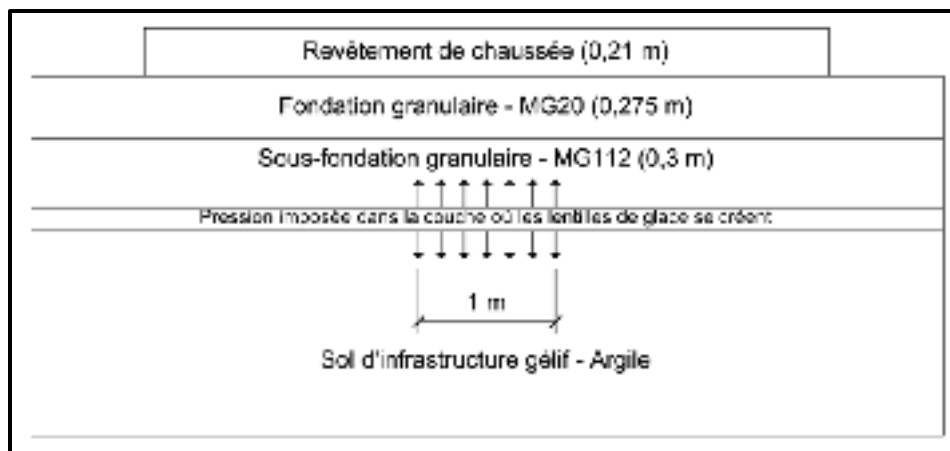 Revêtement de chaussée (0,21 m)
Fondation granulaire - MG20 (0,275 m)
Sous-fondation granulaire - MG112 (0,3 m)
Pression imposée dans la couche où les lentilles de glace se créent
1 m
Sol d'infrastructure gélif - Argile